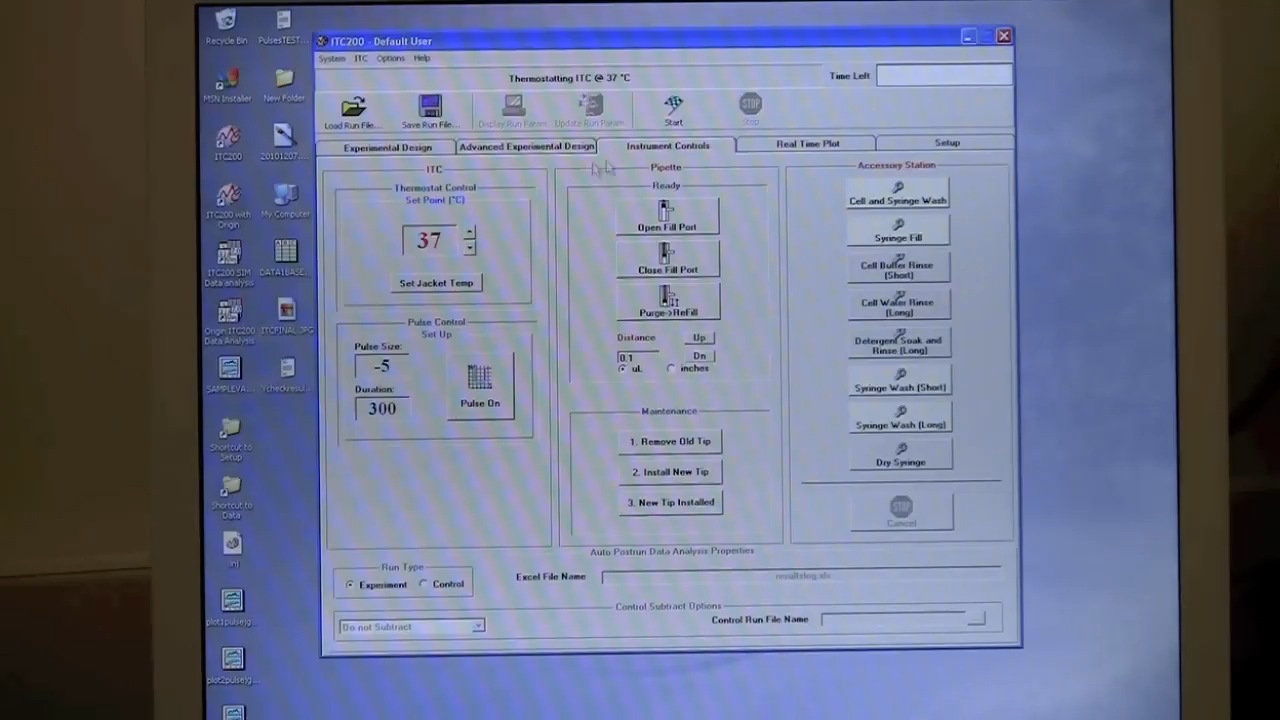 Recycle Bin
PulsesTEST...
MSN Installer
New Folder
ITC200
20101207...
ITC200 with
Origin
My Computer
ITC200 SIM
Data analysis
DATA1BASE...
Origin ITC200
Data Analysis
ITCFINAL.JPG
SAMPLEVA...
Ycheckresu...
Shortcut to
Setup
Shortcut to
Data
plot1pulsejg...
plot2pulsejg...
ITC200 - Default User
System ITC Options Help
Thermostatting ITC @ 37 °C
Time Left
Load Run File...
Save Run File...
Display Run Param.
Update Run Param.
Start
Stop
Experimental Design
Advanced Experimental Design
Instrument Controls
Real Time Plot
Setup
ITC
Thermostat Control
Set Point (°C)
37
Set Jacket Temp
Pulse Control
Set Up
Pulse Size:
-5
Duration:
300
Pulse On
Pipette
Ready
Open Fill Port
Close Fill Port
Purge->ReFill
Distance
Up
0.1
Dn
uL
inches
Maintenance
1. Remove Old Tip
2. Install New Tip
3. New Tip Installed
Accessory Station
Cell and Syringe Wash
Syringe Fill
Cell Buffer Rinse
(Short)
Cell Water Rinse
(Long)
Detergent Soak and
Rinse (Long)
Syringe Wash (Short)
Syringe Wash (Long)
Dry Syringe
STOP
Cancel
Auto Postrun Data Analysis Properties
Run Type
Experiment
Control
Excel File Name
resultslog.xls
Control Subtract Options
Do not Subtract
Control Run File Name